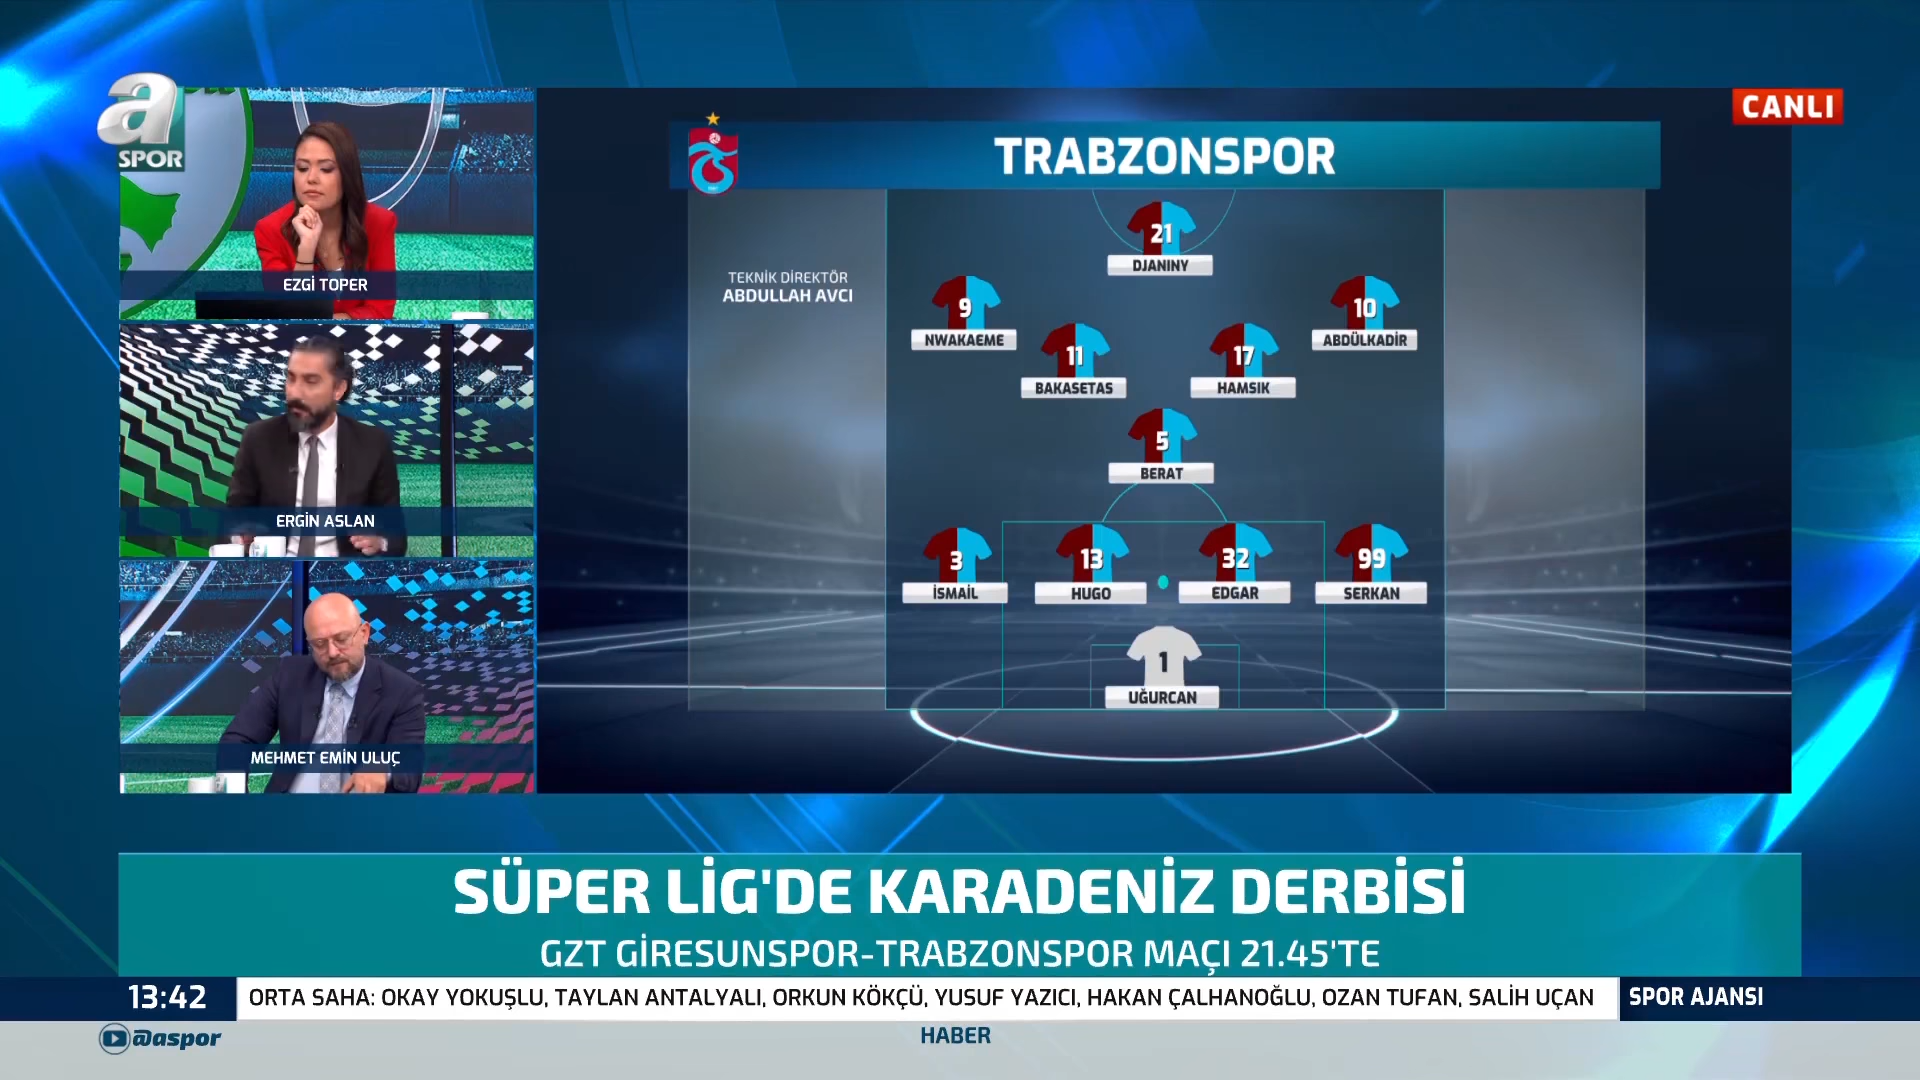 a
SPOR
CANLI
TRABZONSPOR
EZGİ TOPER
ERGİN ASLAN
MEHMET EMİN ULUÇ
TEKNİK DİREKTÖR
ABDULLAH AVCI
21
DJANINY
9
NWAKAEME
10
ABDÜLKADİR
11
BAKASETAS
17
HAMSIK
5
BERAT
3
İSMAİL
13
HUGO
32
EDGAR
99
SERKAN
1
UĞURCAN
SÜPER LİG'DE KARADENİZ DERBİSİ
GZT GİRESUNSPOR-TRABZONSPOR MAÇI 21.45'TE
13:42
ORTA SAHA: OKAY YOKUŞLU, TAYLAN ANTALYALI, ORKUN KÖKÇÜ, YUSUF YAZICI, HAKAN ÇALHANOĞLU, OZAN TUFAN, SALİH UÇAN
SPOR AJANSI
@aspor
HABER